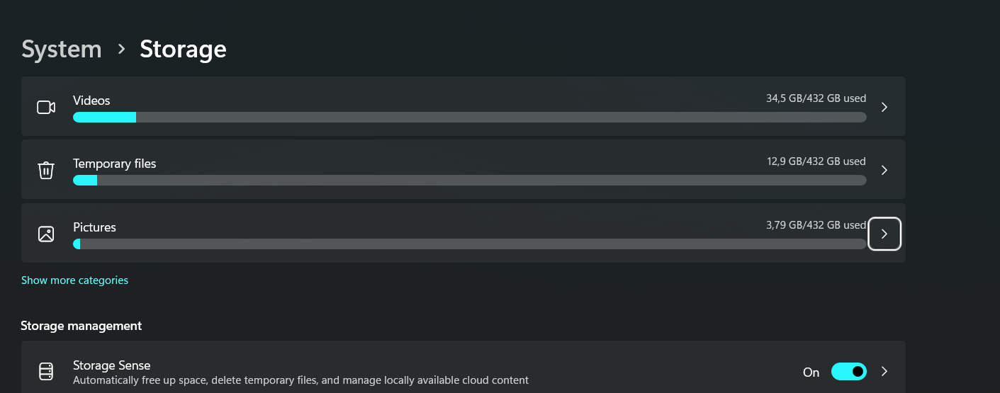 System > Storage
Videos
34,5 GB/432 GB used
Temporary files
12,9 GB/432 GB used
Pictures
3,79 GB/432 GB used
Show more categories
Storage management
Storage Sense
On
Automatically free up space, delete temporary files, and manage locally available cloud content